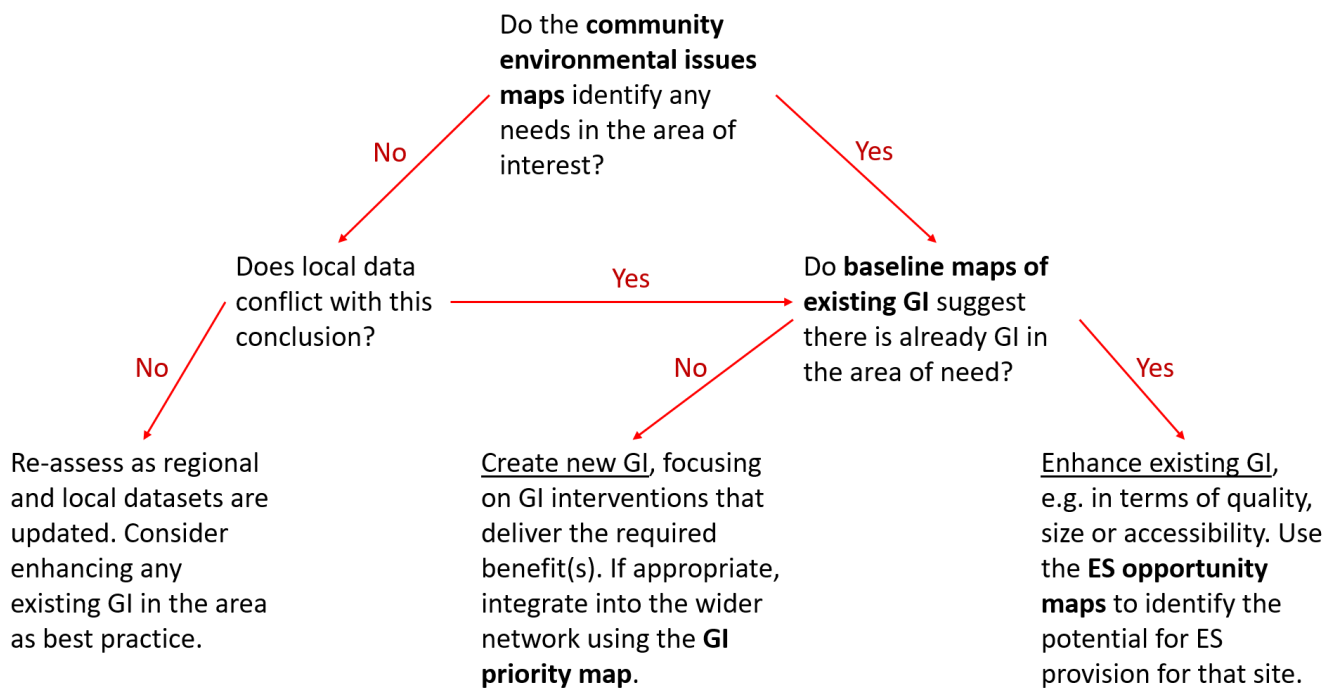 Do the community
environmental issues
maps identify any
needs in the area of
interest?
No
Yes
Does local data
conflict with this
conclusion?
Yes
Do baseline maps of
existing GI suggest
there is already GI in
the area of need?
No
No
Yes
Re-assess as regional
and local datasets are
updated. Consider
enhancing any
existing GI in the area
as best practice.
Create new GI, focusing
on GI interventions that
deliver the required
benefit(s). If appropriate,
integrate into the wider
network using the GI
priority map.
Enhance existing GI,
e.g. in terms of quality,
size or accessibility. Use
the ES opportunity
maps to identify the
potential for ES
provision for that site.